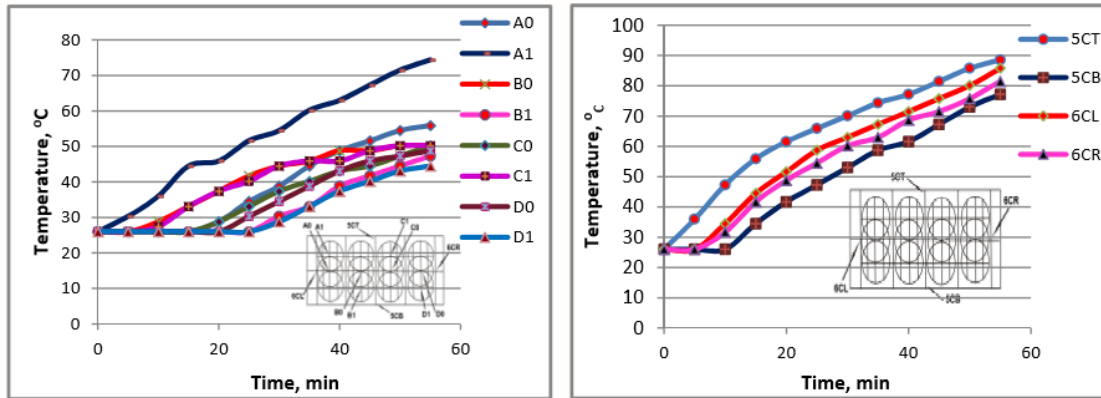 80
70
60
50
40
30
20
10
0
0 20 40 60
Temperature, ⁰C
Time, min
A0
A1
B0
B1
C0
C1
D0
D1
5CT
C1
A0 A1
C0
6CR
6CL
B0
B1
5CB
D1 D0
100
90
80
70
60
50
40
30
20
10
0
0 20 40 60
Temperature, ⁰C
Time, min
5CT
5CB
6CL
6CR
5CT
6CR
6CL
5CB